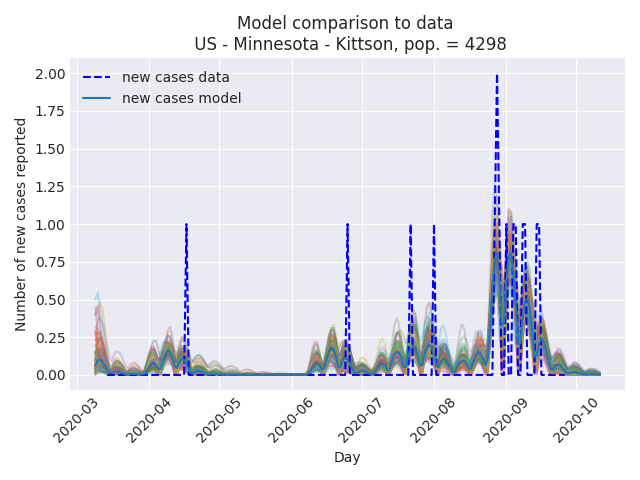 Model comparison to data
US - Minnesota - Kittson, pop. = 4298
new cases data
new cases model
Number of new cases reported
2.00
1.75
1.50
1.25
1.00
0.75
0.50
0.25
0.00
2020-03
2020-04
2020-05
2020-06
2020-07
2020-08
2020-09
2020-10
Day